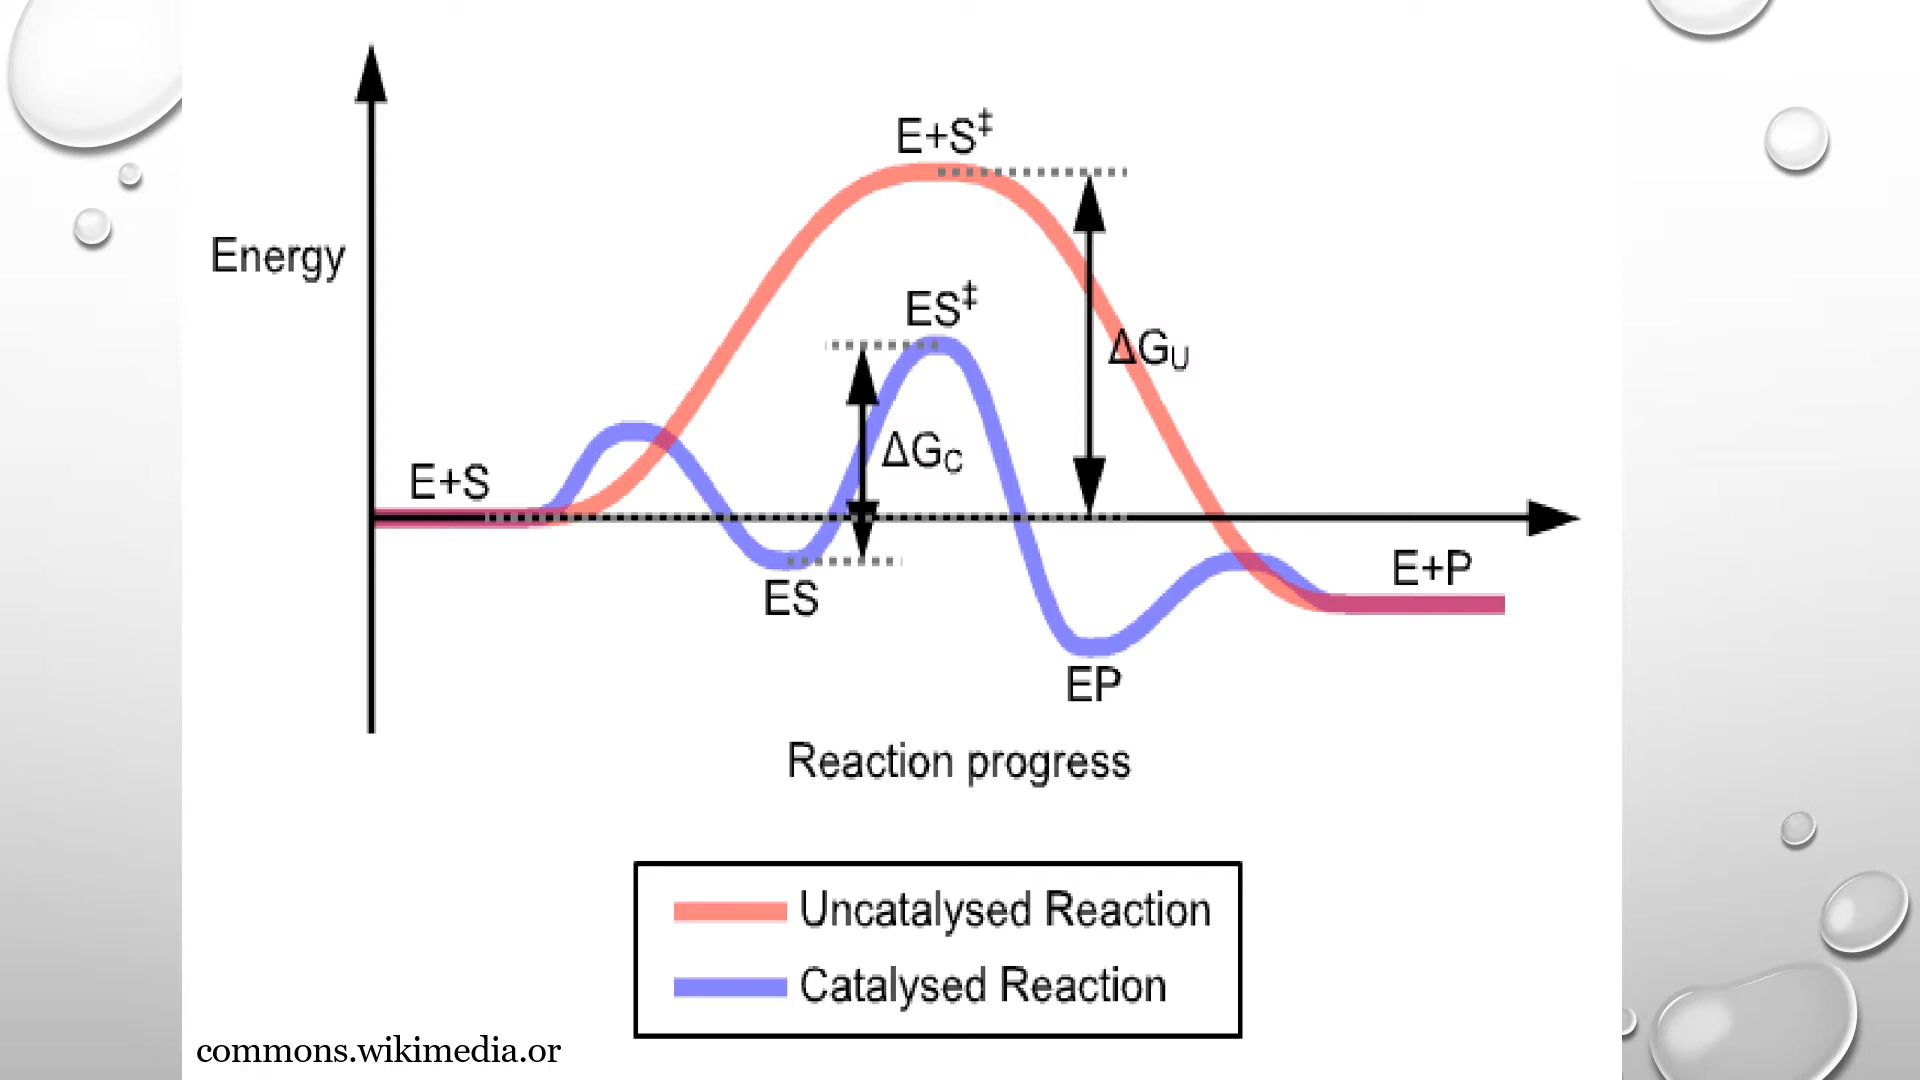 E+S‡
Energy
ES‡
ΔGU
ΔGC
E+S
E+P
ES
EP
Reaction progress
Uncatalysed Reaction
Catalysed Reaction
commons.wikimedia.or